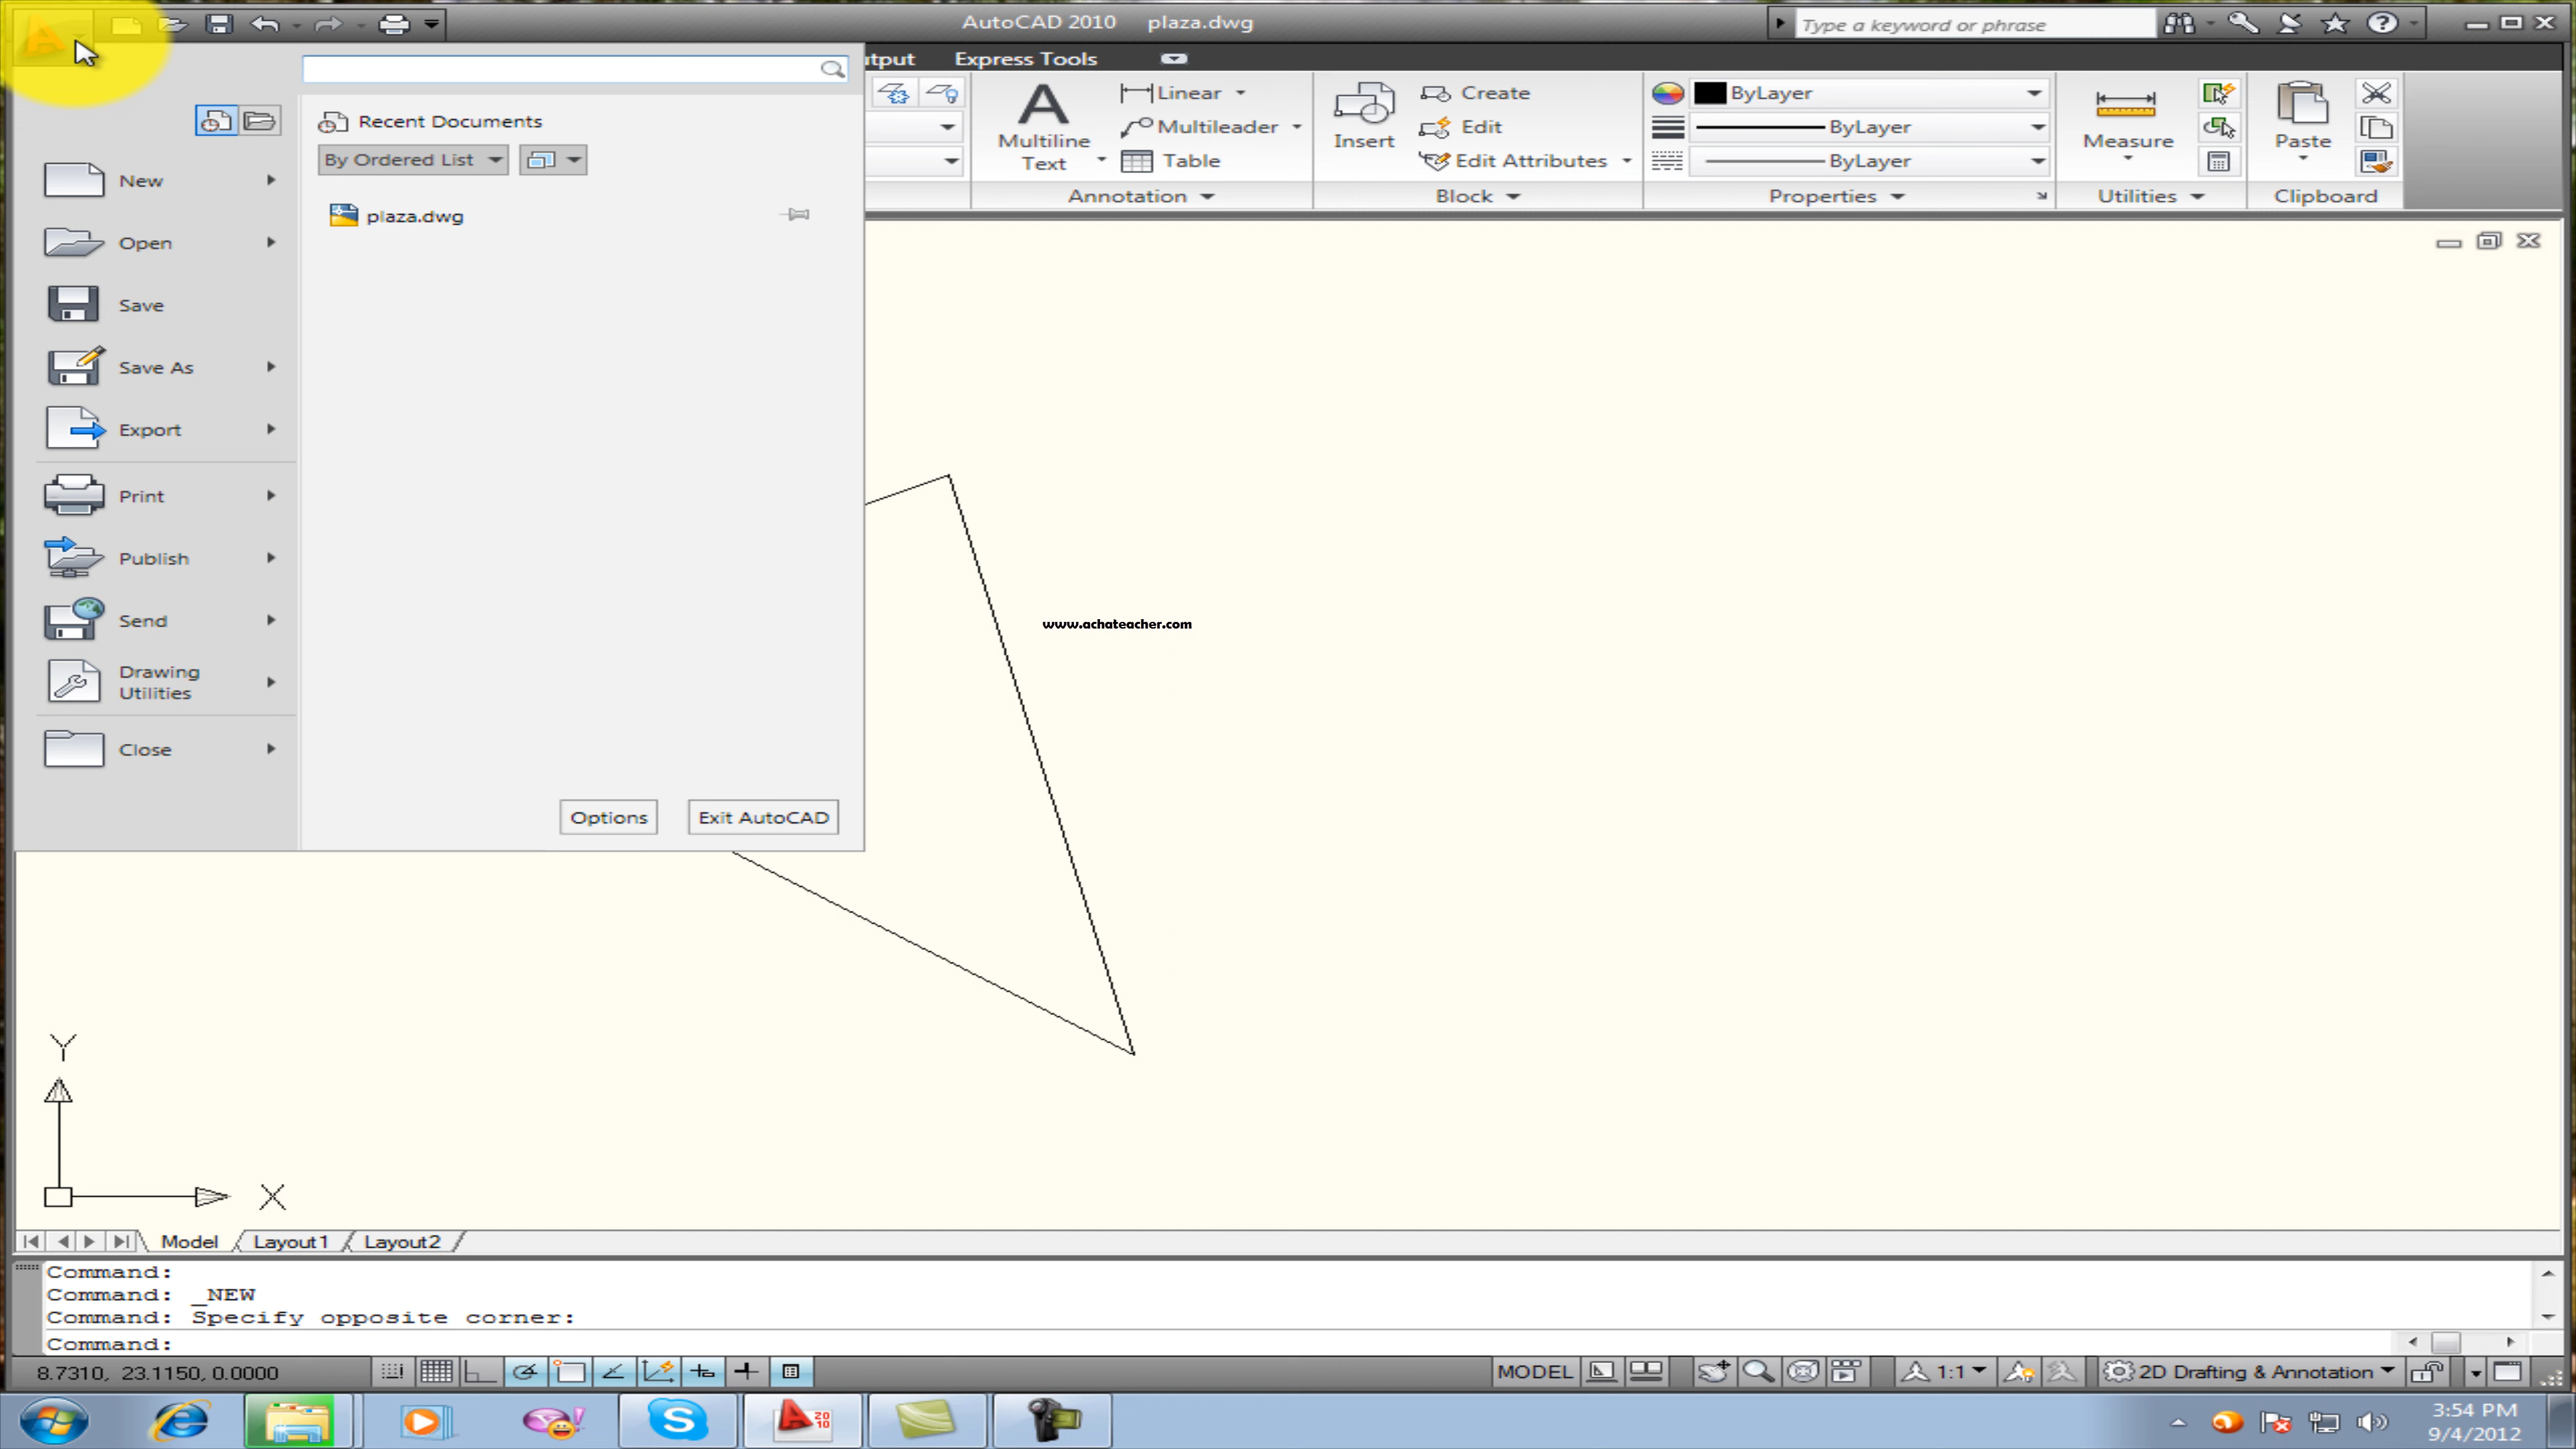 AutoCAD 2010 plaza.dwg
Type a keyword or phrase
Express Tools
Recent Documents
By Ordered List
plaza.dwg
New
Open
Save
Save As
Export
Print
Publish
Send
Drawing
Utilities
Close
Options
Exit AutoCAD
Multiline
Text
Linear
Multileader
Table
Annotation
Insert
Create
Edit
Edit Attributes
Block
ByLayer
ByLayer
ByLayer
Properties
Measure
Utilities
Paste
Clipboard
www.achateacher.com
Y
X
Model
Layout1
Layout2
Command:
Command: _NEW
Command: Specify opposite corner:
Command:
8.7310, 23.1150, 0.0000
MODEL
1:1
2D Drafting & Annotation
3:54 PM
9/4/2012